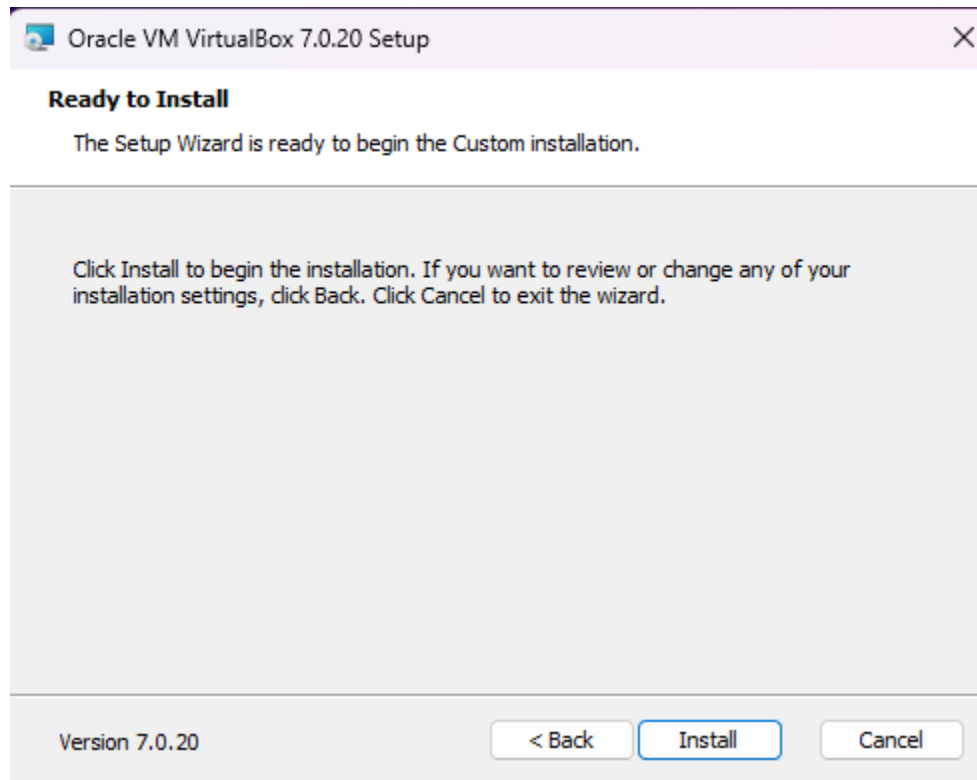 Oracle VM VirtualBox 7.0.20 Setup
Ready to Install
The Setup Wizard is ready to begin the Custom installation.
Click Install to begin the installation. If you want to review or change any of your
installation settings, click Back. Click Cancel to exit the wizard.
Version 7.0.20
< Back
Install
Cancel